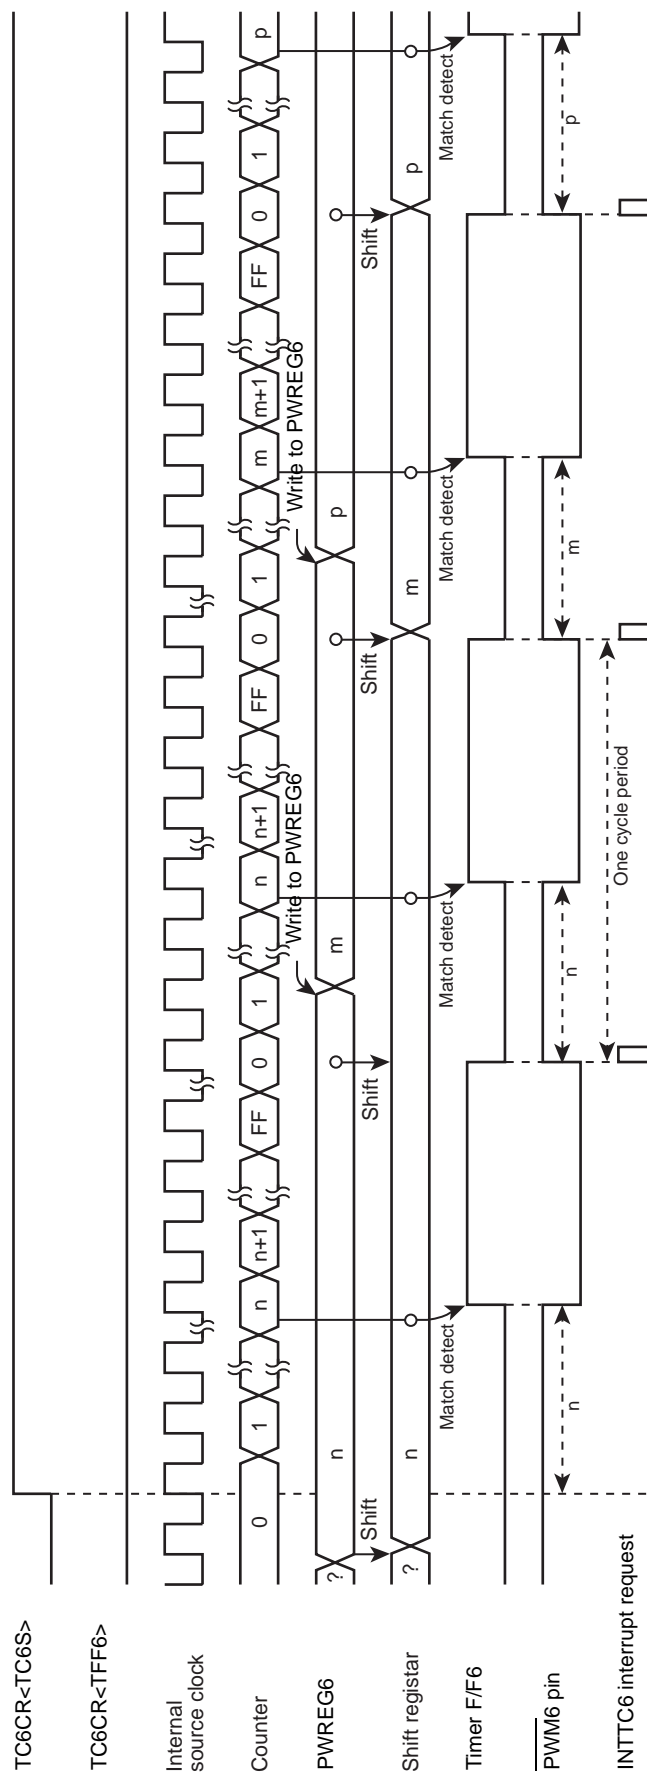 TC6CR<TC6S>
TC6CR<TFF6>
Internal
source clock
Counter
0
1
n
n+1
FF
0
1
n
n+1
FF
0
1
m
m+1
FF
0
1
p
Write to PWREG6
Write to PWREG6
PWREG6
?
n
m
p
Shift
Shift
Shift
Shift
Shift registar
?
n
m
p
Match detect
Match detect
Match detect
Match detect
Timer F/F6
PWM6 pin
n
n
m
p
One cycle period
INTTC6 interrupt request